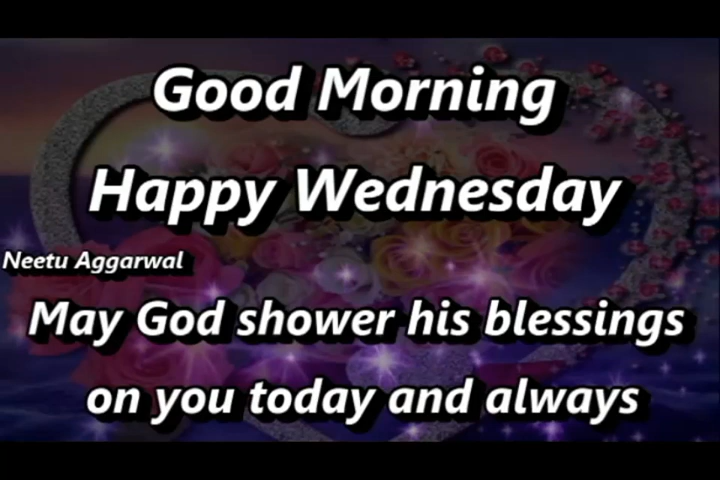 Good Morning
Happy Wednesday
Neetu Aggarwal
May God shower his blessings
on you today and always